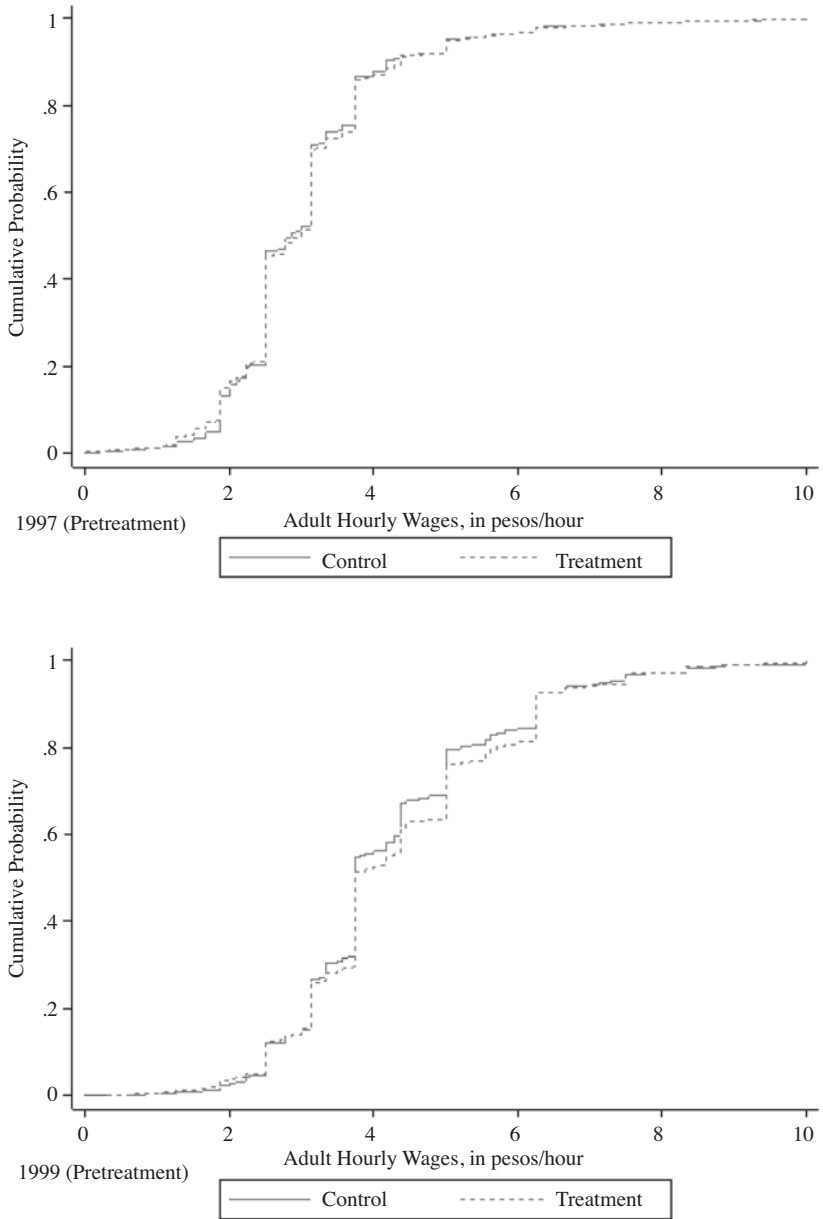 1
.8
.6
.4
.2
0
Cumulative Probability
0 2 4 6 8 10
1997 (Pretreatment)
Adult Hourly Wages, in pesos/hour
Control Treatment
1
.8
.6
.4
.2
0
Cumulative Probability
0 2 4 6 8 10
1999 (Pretreatment)
Adult Hourly Wages, in pesos/hour
Control Treatment